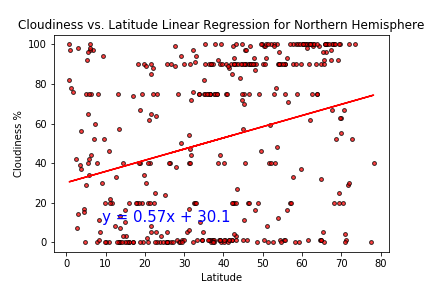 Cloudiness vs. Latitude Linear Regression for Northern Hemisphere
100
80
60
40
20
0
Cloudiness %
y = 0.57x + 30.1
0 10 20 30 40 50 60 70 80
Latitude